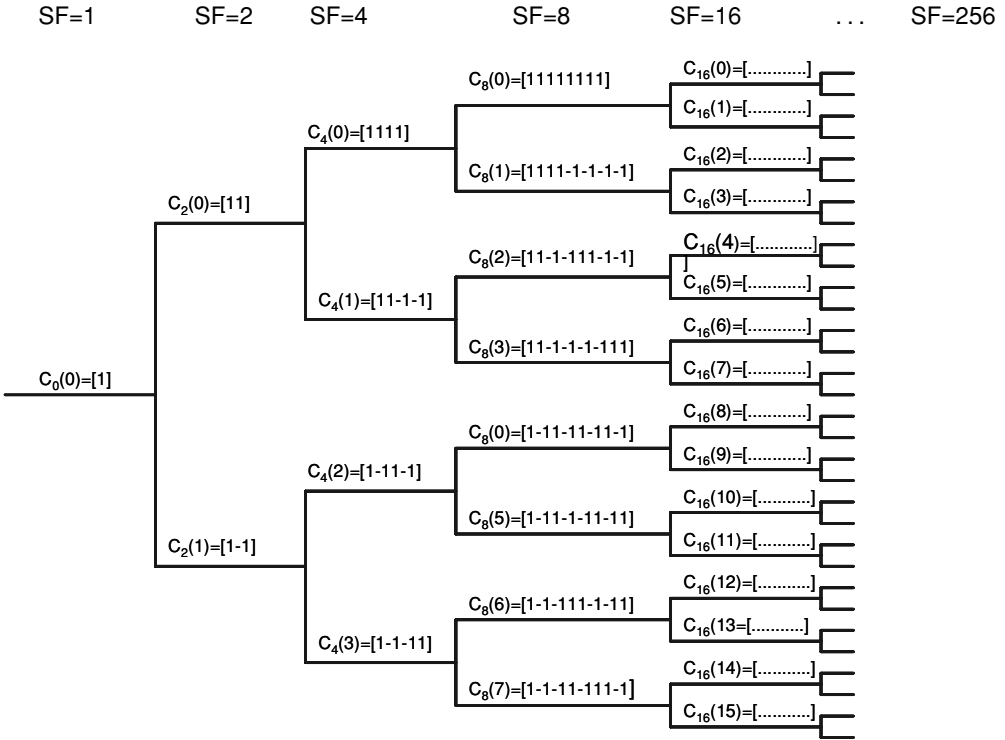 SF=1 SF=2 SF=4 SF=8 SF=16 ... SF=256
C0(0)=[1]
C2(0)=[11]
C2(1)=[1-1]
C4(0)=[1111]
C4(1)=[11-1-1]
C4(2)=[1-11-1]
C4(3)=[1-1-11]
C8(0)=[11111111]
C8(1)=[1111-1-1-1-1]
C8(2)=[11-1-111-1-1]
C8(3)=[11-1-1-1-111]
C8(0)=[1-11-11-11-1]
C8(5)=[1-11-1-11-11]
C8(6)=[1-1-111-1-11]
C8(7)=[1-1-11-111-1]
C16(0)=[............]
C16(1)=[............]
C16(2)=[............]
C16(3)=[............]
C16(4)=[............]
]
C16(5)=[............]
C16(6)=[............]
C16(7)=[............]
C16(8)=[............]
C16(9)=[............]
C16(10)=[...........]
C16(11)=[...........]
C16(12)=[...........]
C16(13=[...........]
C16(14)=[...........]
C16(15)=[...........]